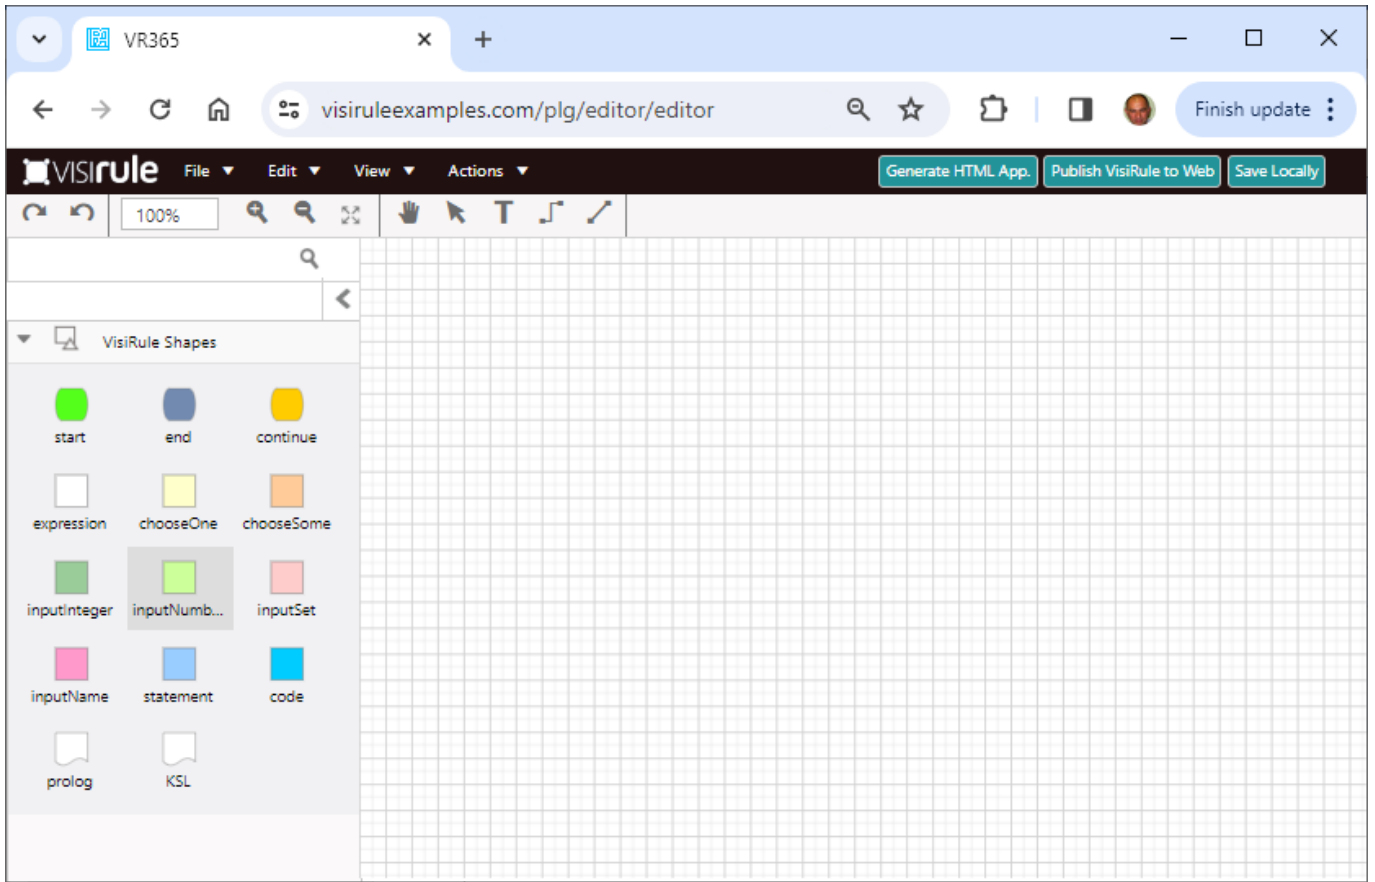 VR365
visiruleexamples.com/plg/editor/editor
Finish update
VISIrule File Edit View Actions Generate HTML App. Publish VisiRule to Web Save Locally
100% T
VisiRule Shapes
start end continue
expression chooseOne chooseSome
inputInteger inputNumb... inputSet
inputName statement code
prolog KSL